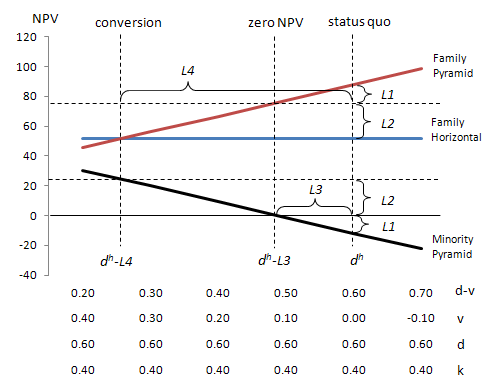 NPV
conversion
zero NPV
status quo
120
100
80
60
40
20
0
-20
-40
Family
Pyramid
Family
Horizontal
Minority
Pyramid
L4
L1
L2
L3
L2
L1
dʰ-L4
dʰ-L3
dʰ
0.20 0.30 0.40 0.50 0.60 0.70 d-v
0.40 0.30 0.20 0.10 0.00 -0.10 v
0.60 0.60 0.60 0.60 0.60 0.60 d
0.40 0.40 0.40 0.40 0.40 0.40 k